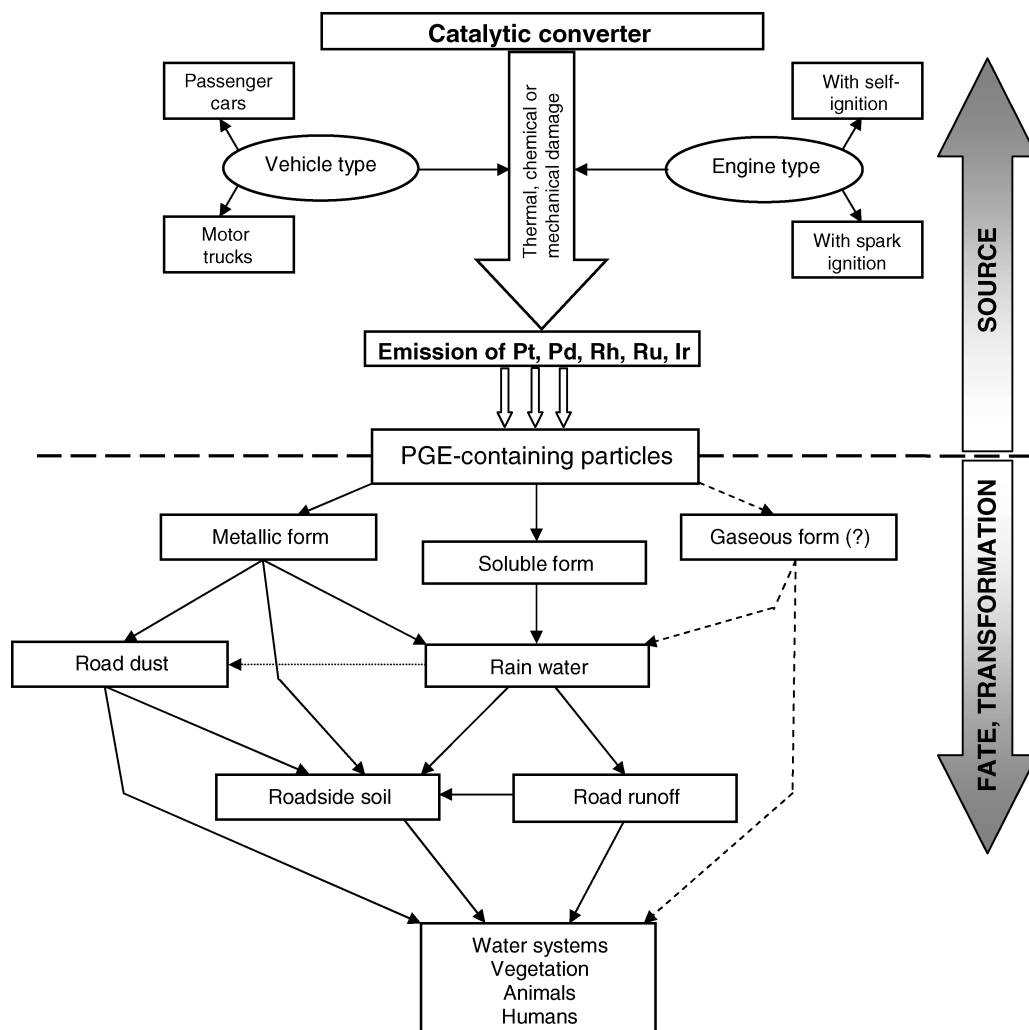 Catalytic converter
Passenger
cars
With self-
ignition
Thermal, chemical or
mechanical damage
Vehicle type
Engine type
Motor
trucks
With spark
ignition
SOURCE
Emission of Pt, Pd, Rh, Ru, Ir
PGE-containing particles
Metallic form
Soluble form
Gaseous form (?)
FATE, TRANSFORMATION
Road dust
Rain water
Roadside soil
Road runoff
Water systems
Vegetation
Animals
Humans